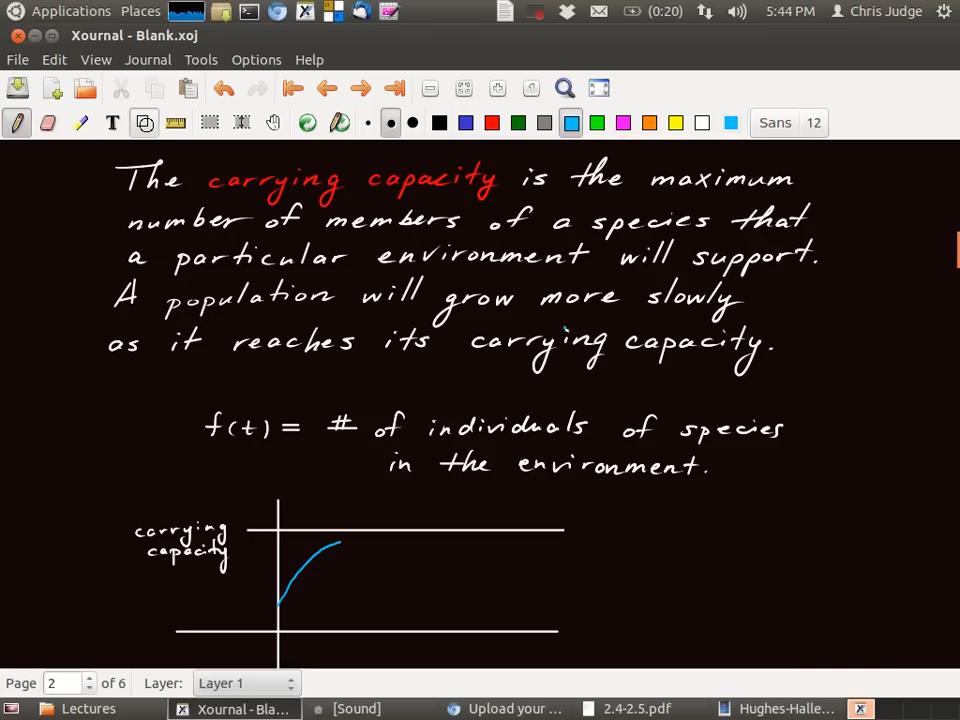 Applications Places (0:20) 5:44 PM Chris Judge
Xournal - Blank.xoj
File Edit View Journal Tools Options Help
T Sans 12
The carrying capacity is the maximum
number of members of a species that
a particular environment will support.
A population will grow more slowly
as it reaches its carrying capacity.
f(t) = # of individuals of species
in the environment.
carrying
capacity
Page 2 of 6 Layer: Layer 1
Lectures Xournal - Bla... [Sound] Upload your ... 2.4-2.5.pdf Hughes-Halle...